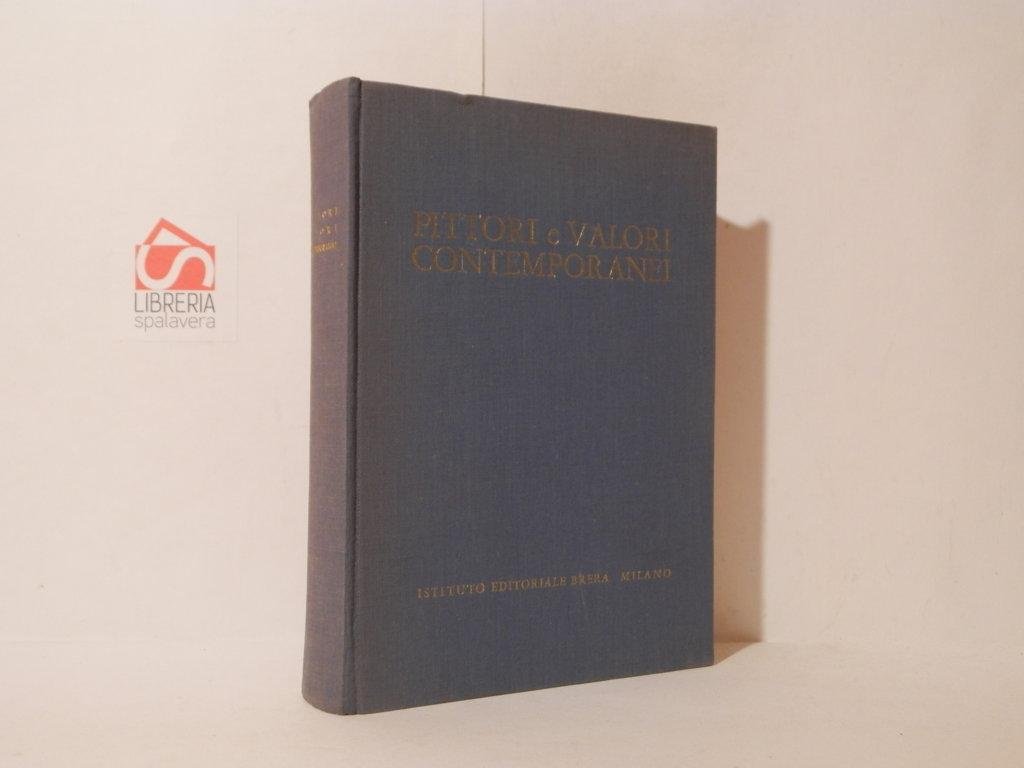 PITTORI e VALORI
CONTEMPORANEI
ISTITUTO EDITORIALE BRERA MILANO
LIBRERIA
spalavera